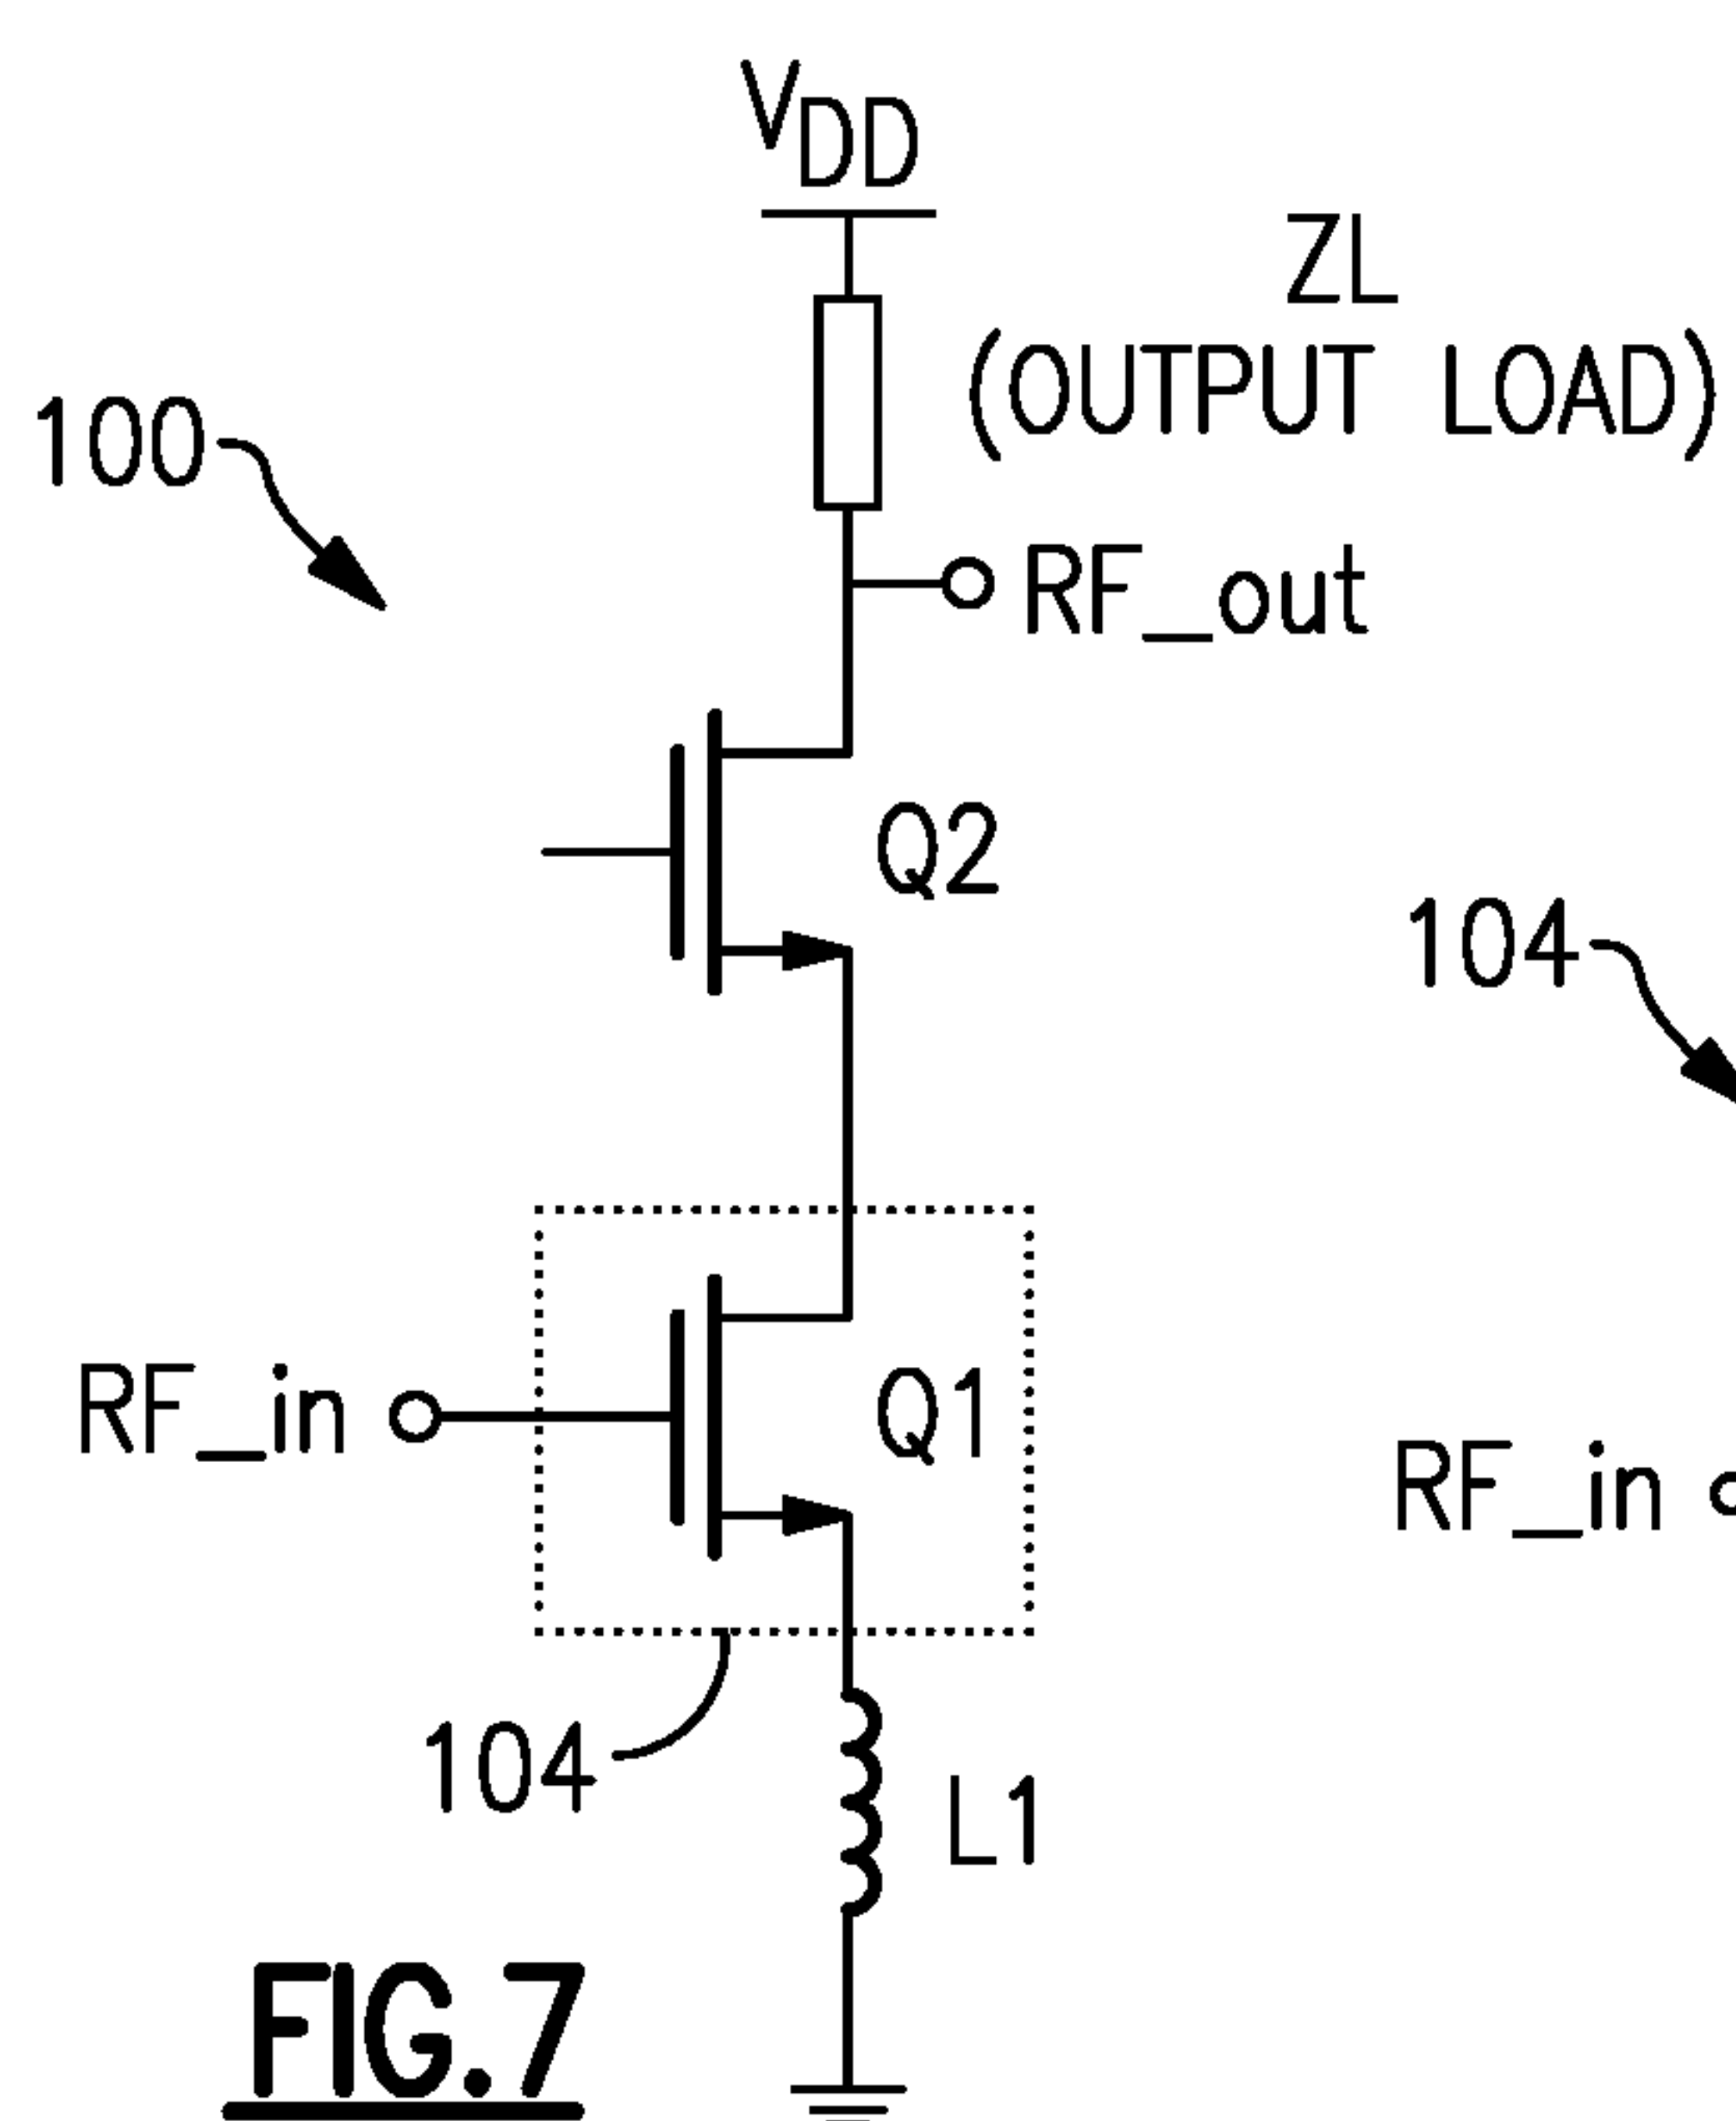 VDD
ZL
(OUTPUT LOAD)
100
RF_out
Q2
104
RF_in
Q1
RF_in
104
L1
FIG.7